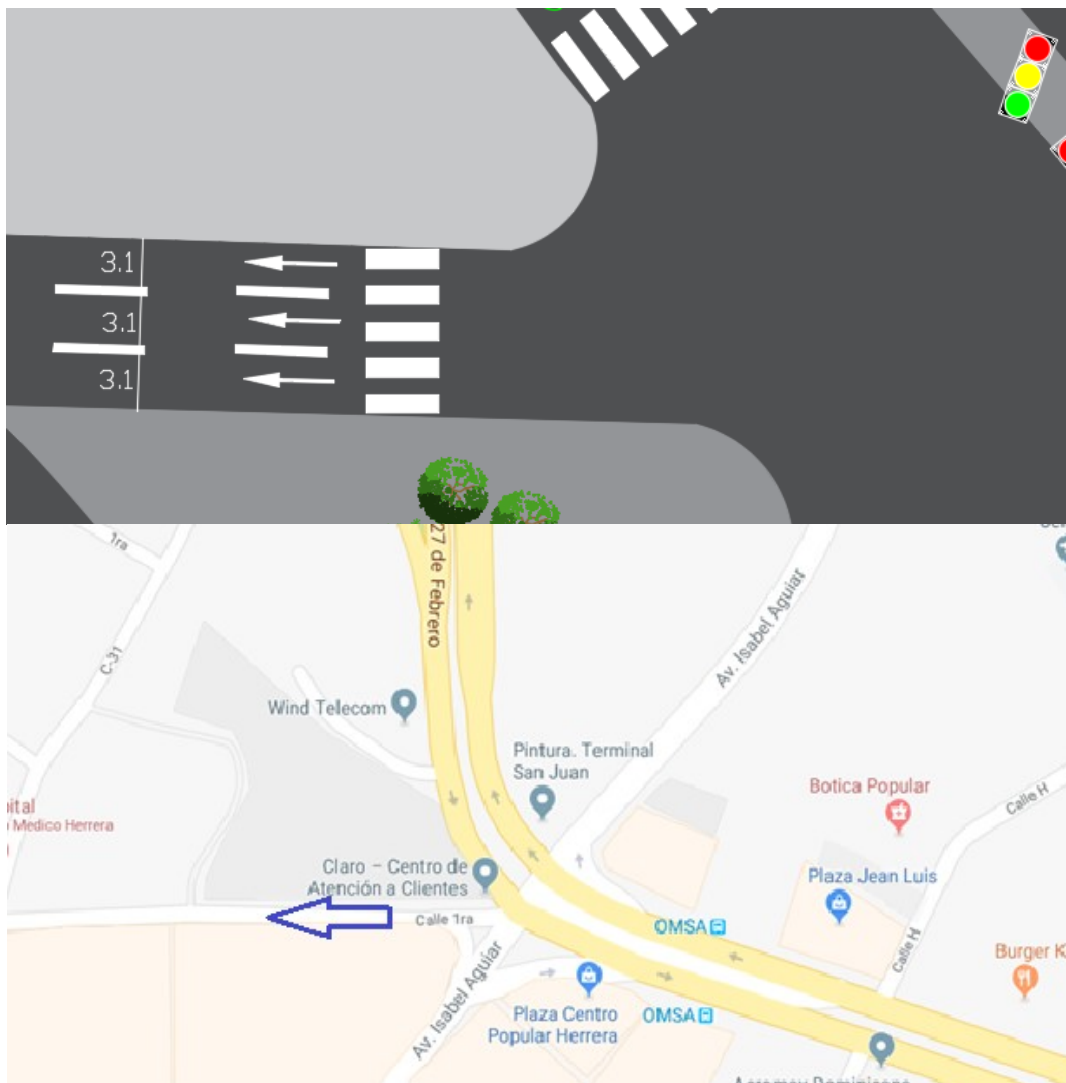 3.1
3.1
3.1
27 de Febrero
1ra
Av. Isabel Aguiar
C-31
Wind Telecom
Pintura. Terminal
San Juan
Botica Popular
Calle H
Medico Herrera
Claro – Centro de
Atención a Clientes
Plaza Jean Luis
Calle 1ra
OMSA
Calle H
Burger K
Av. Isabel Aguiar
Plaza Centro
Popular Herrera
OMSA